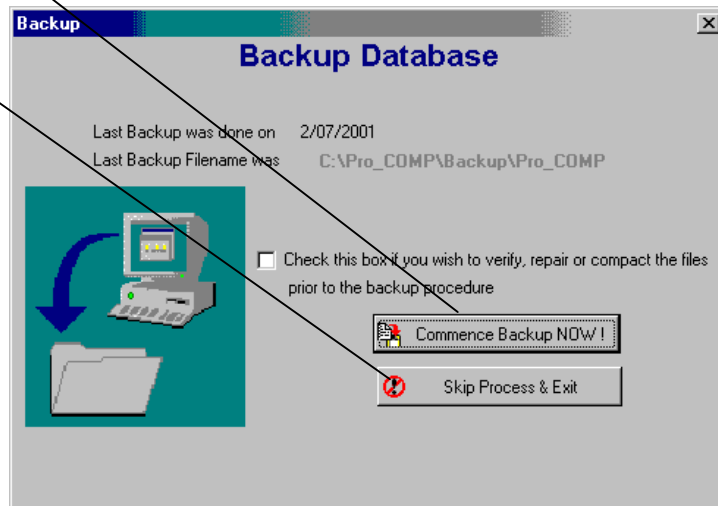 Backup
Backup Database
Last Backup was done on 2/07/2001
Last Backup Filename was C:\Pro_COMP\Backup\Pro_COMP
Check this box if you wish to verify, repair or compact the files
prior to the backup procedure
Commence Backup NOW !
Skip Process & Exit